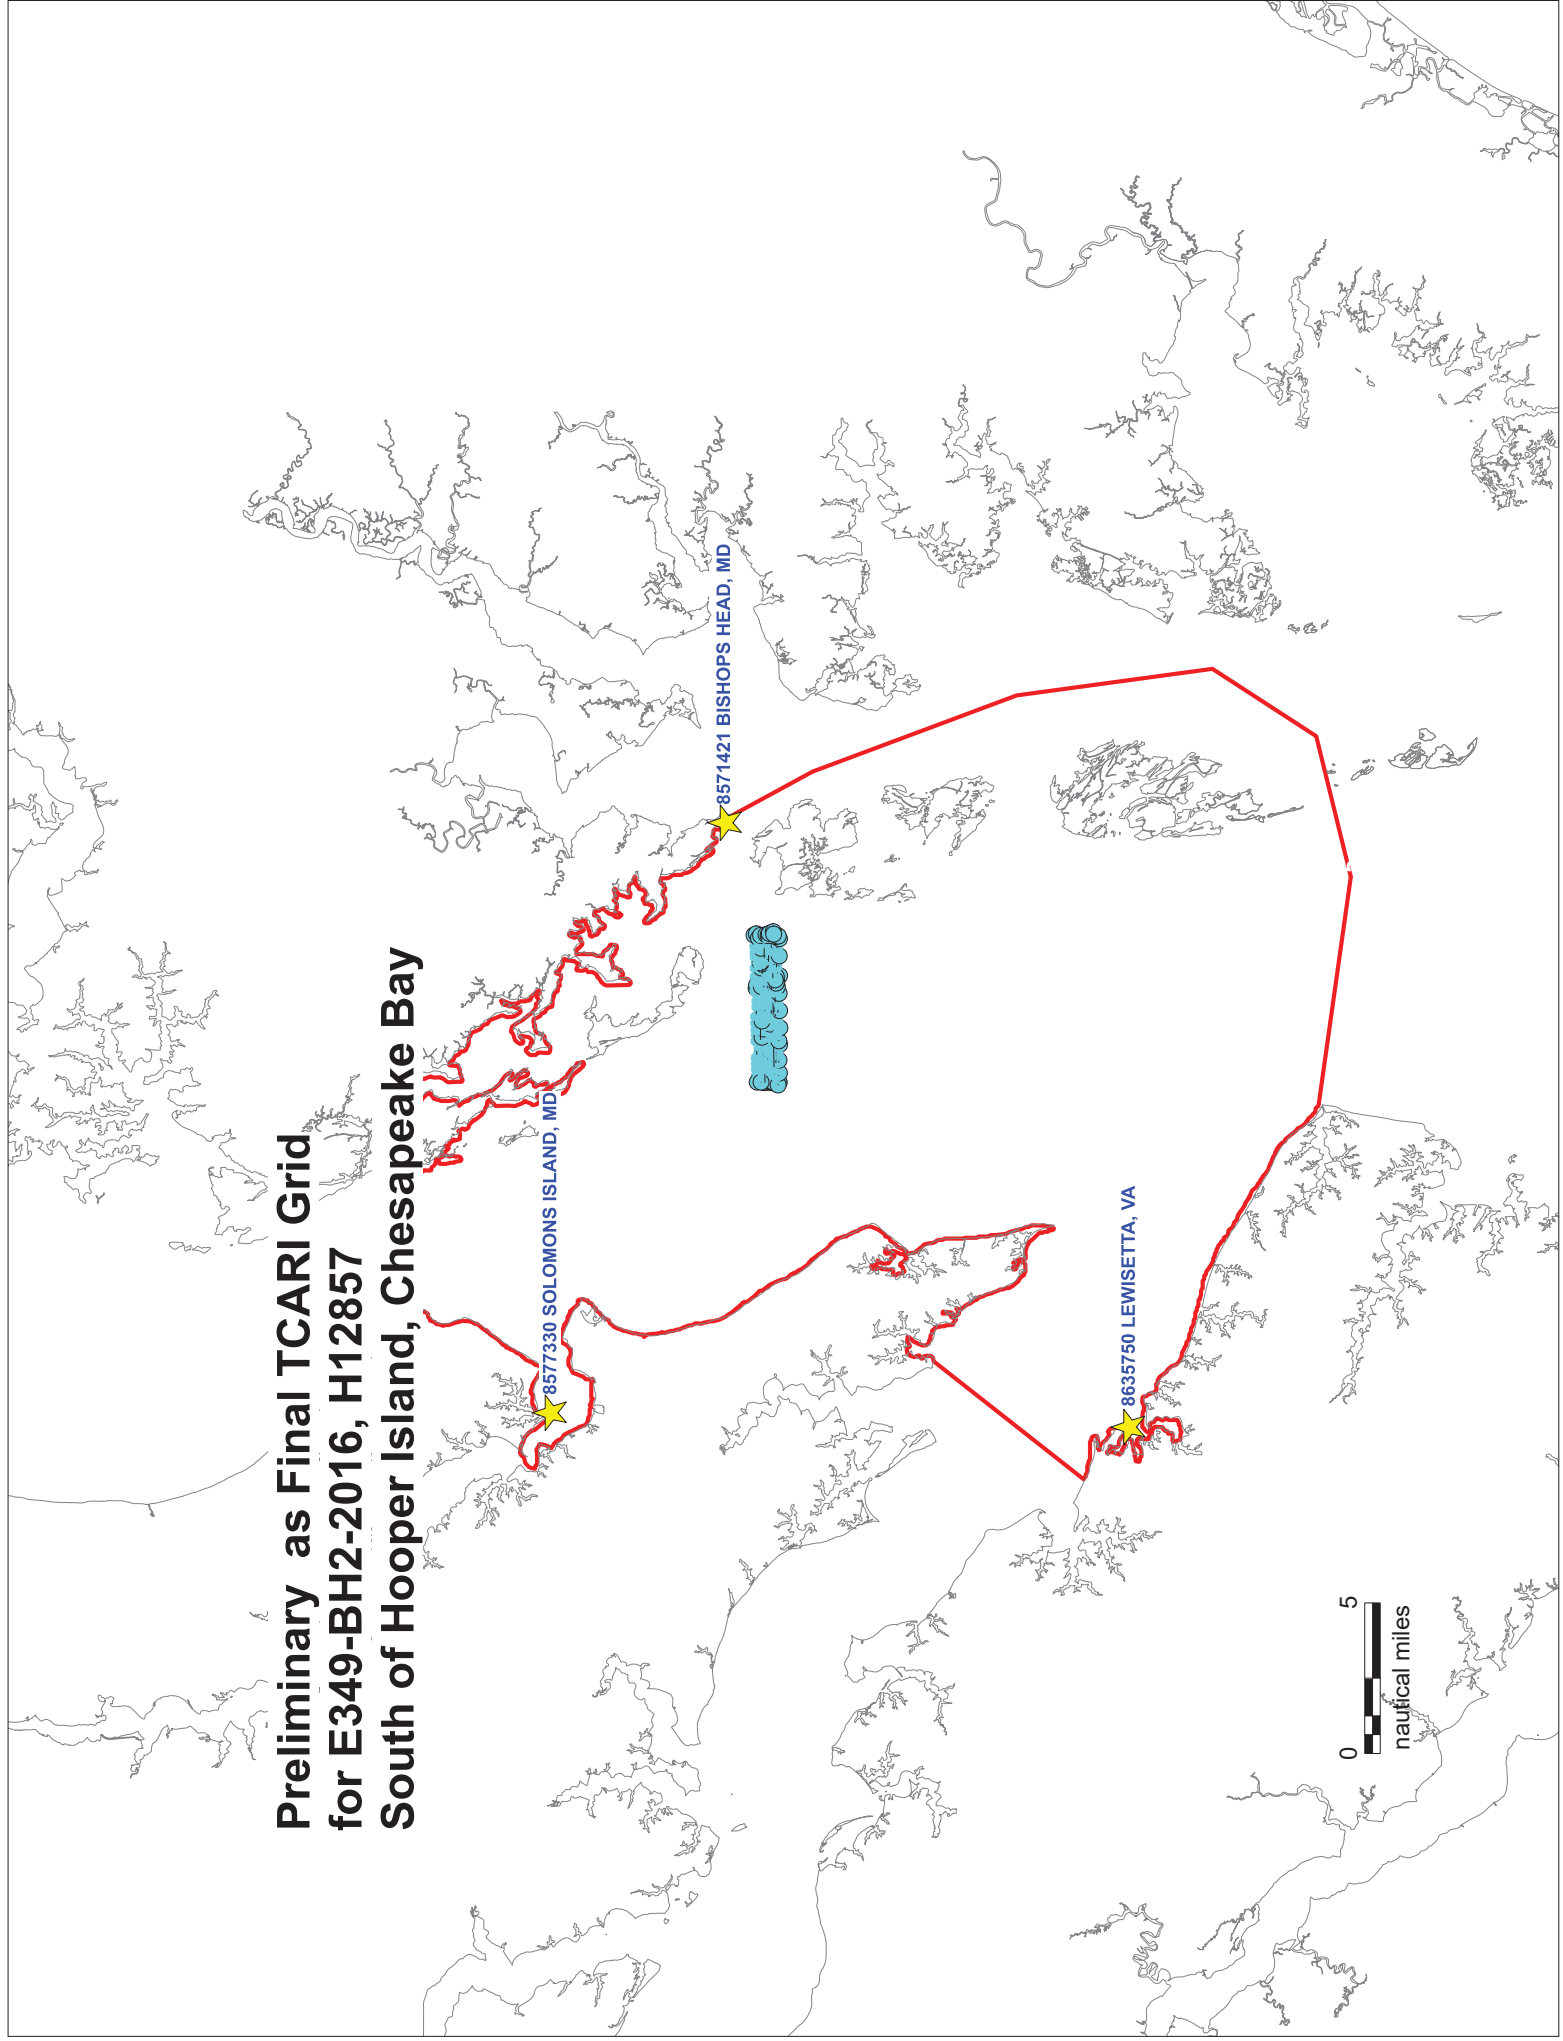 Preliminary as Final TCARI Grid
for E349-BH2-2016, H12857
South of Hooper Island, Chesapeake Bay
8571421 BISHOPS HEAD, MD
8577330 SOLOMONS ISLAND, MD
8635750 LEWISETTA, VA
0 5
nautical miles